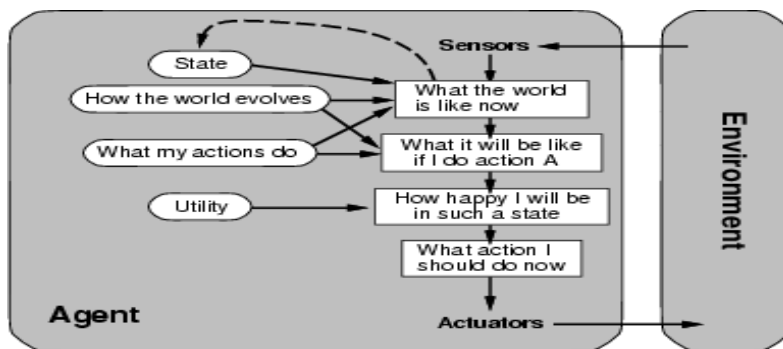 Sensors
State
What the world
is like now
How the world evolves
What my actions do
What it will be like
if I do action A
Utility
How happy I will be
in such a state
What action I
should do now
Agent
Actuators
Environment